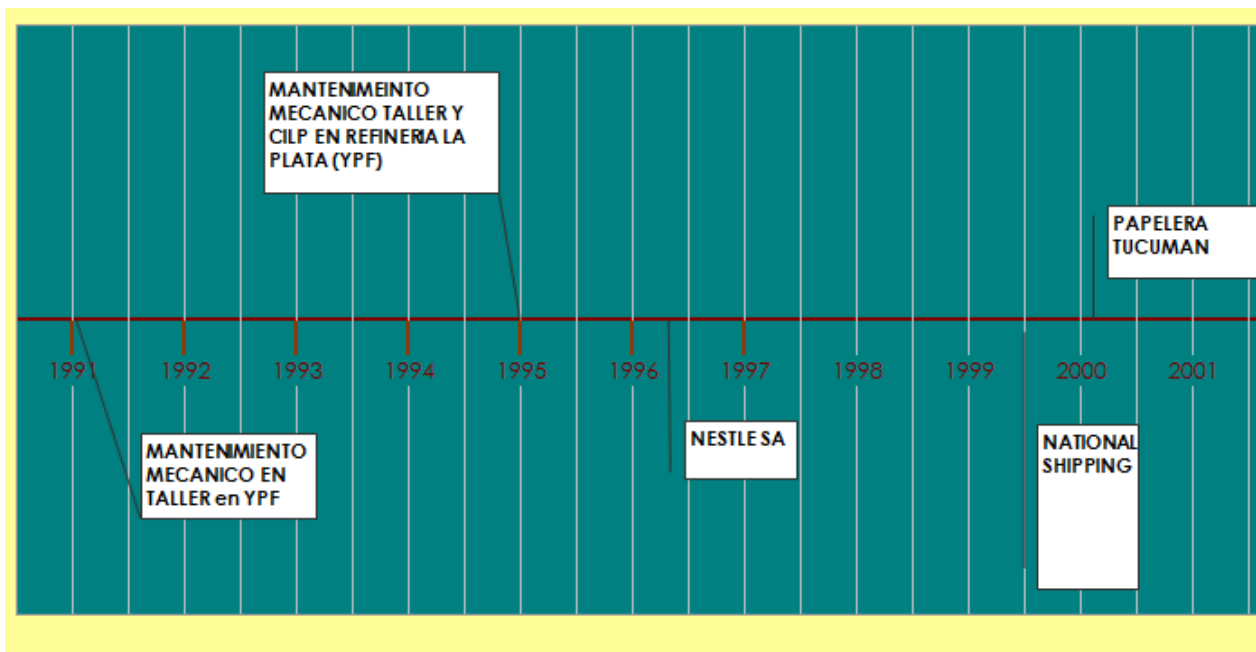 MANTENIMEINTO
MECANICO TALLER Y
CILP EN REFINERIA LA
PLATA (YPF)
PAPELERA
TUCUMAN
1991 1992 1993 1994 1995 1996 1997 1998 1999 2000 2001
MANTENIMIENTO
MECANICO EN
TALLER en YPF
NESTLE SA
NATIONAL
SHIPPING